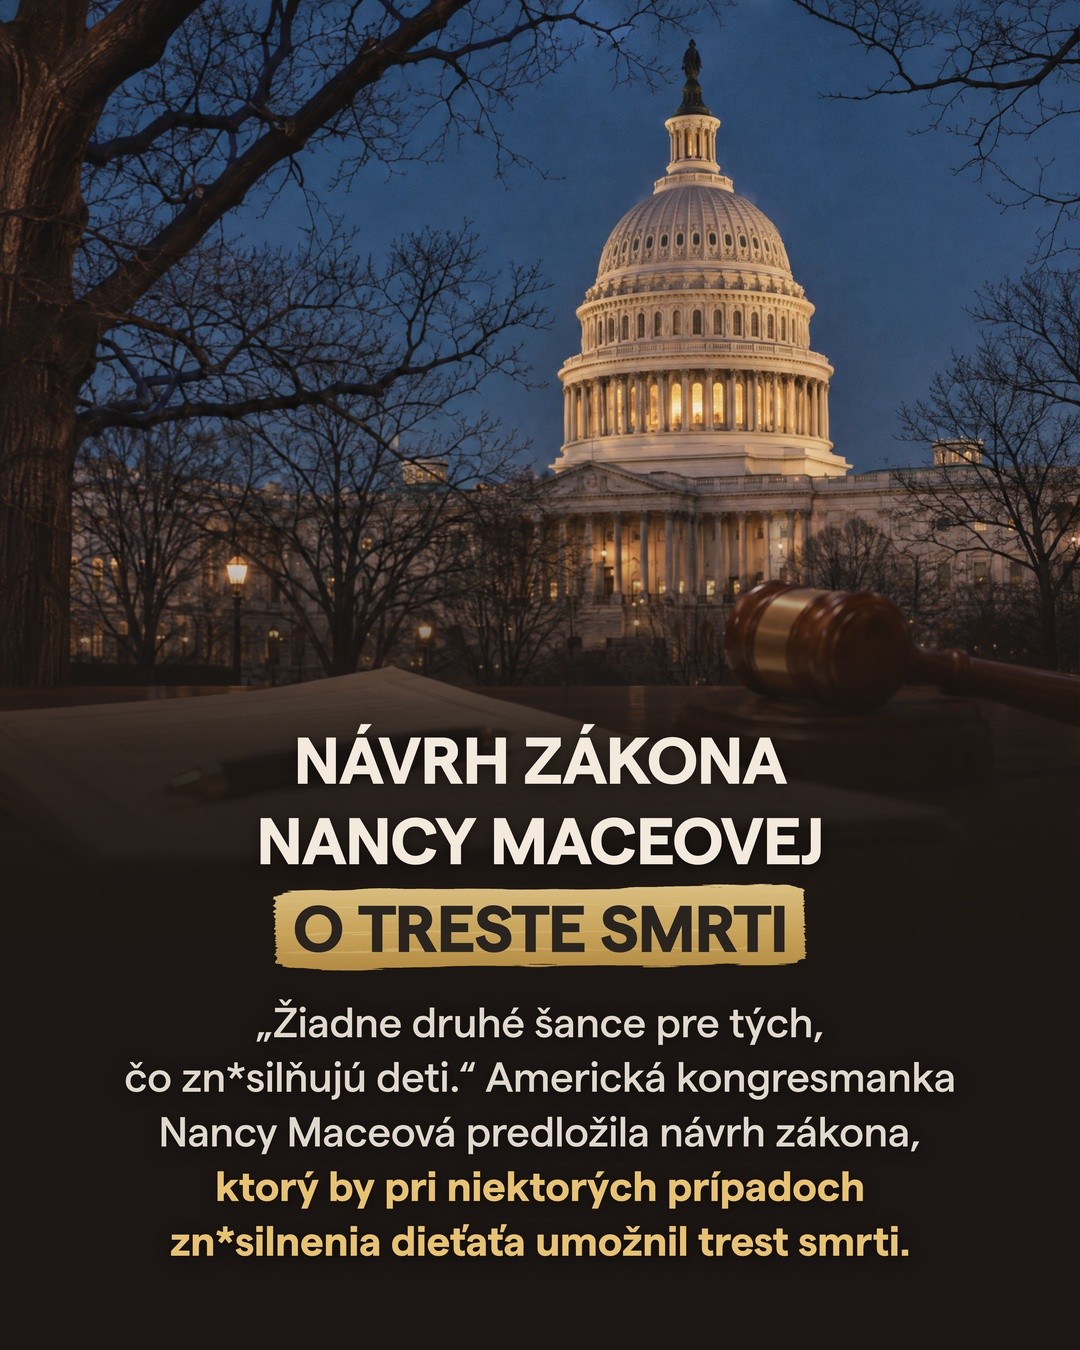 NÁVRH ZÁKONA
NANCY MACEOVEJ
O TRESTE SMRTI
„Žiadne druhé šance pre tých,
čo zn*silňujú deti.“ Americká kongresmanka
Nancy Maceová predložila návrh zákona,
ktorý by pri niektorých prípadoch
zn*silnenia dieťaťa umožnil trest smrti.